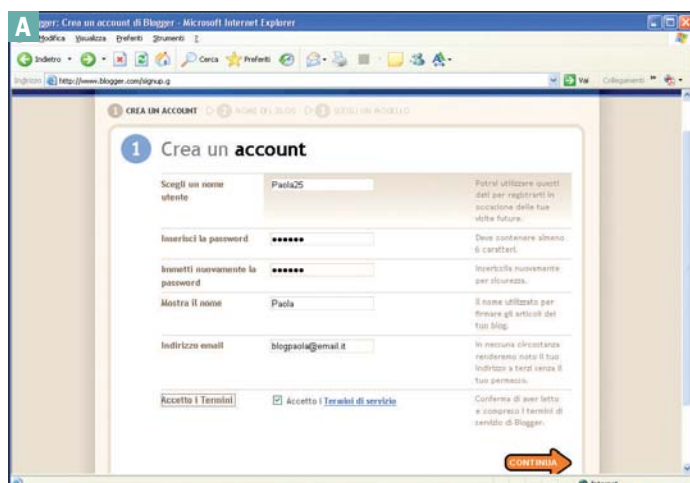 A
gger: Crea un account di Blogger - Microsoft Internet Explorer
Modifica Visualizza Preferiti Strumenti ?
Indietro Cerca Preferiti
Indirizzo http://www.blogger.com/signup.g Vai Collegamenti »
1 CREA UN ACCOUNT 2 NOME DEL BLOG 3 SCEGLI UN MODELLO
1 Crea un account
Scegli un nome
utente
Paola25
Potrai utilizzare questi
dati per registrarti in
occasione delle tue
visite future.
Inserisci la password
••••••
Deve contenere almeno
6 caratteri.
Immetti nuovamente la
password
••••••
Inseriscila nuovamente
per sicurezza.
Mostra il nome
Paola
Il nome utilizzato per
firmare gli articoli del
tuo blog.
Indirizzo email
blogpaola@email.it
In nessuna circostanza
renderemo noto il tuo
indirizzo a terzi senza il
tuo permesso.
Accetto i Termini
Accetto i Termini di servizio
Conferma di aver letto
e compreso i termini di
servizio di Blogger.
CONTINUA